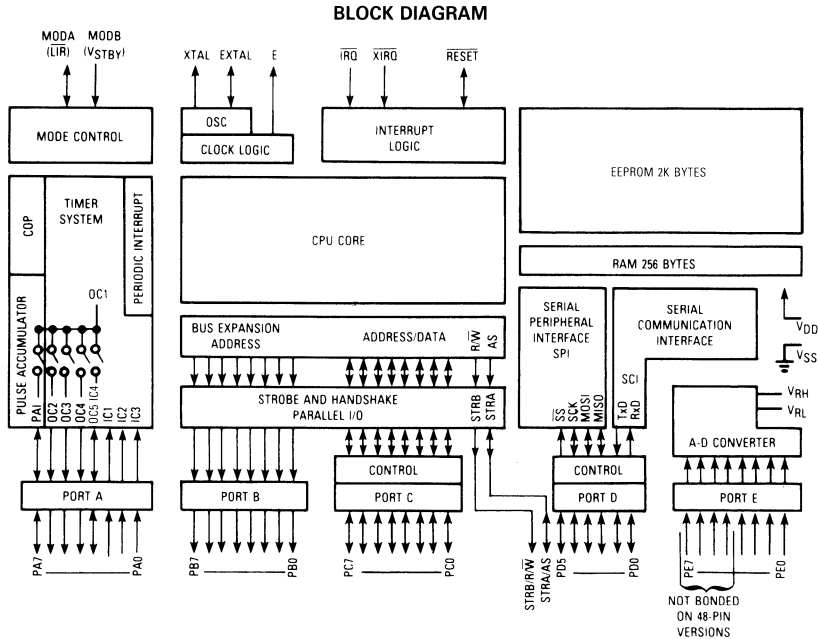 BLOCK DIAGRAM
MODA
(LIR)
MODB
(VSTBY)
XTAL
EXTAL
E
IRQ
XIRQ
RESET
MODE CONTROL
OSC
CLOCK LOGIC
INTERRUPT
LOGIC
EEPROM 2K BYTES
COP
TIMER
SYSTEM
PERIODIC INTERRUPT
CPU CORE
RAM 256 BYTES
PULSE ACCUMULATOR
OC1
PAI
OC2
OC3
OC4
OC5 IC4
IC1
IC2
IC3
BUS EXPANSION
ADDRESS
ADDRESS/DATA
R/W
AS
STROBE AND HANDSHAKE
PARALLEL I/O
STRB
STRA
SERIAL
PERIPHERAL
INTERFACE
SPI
SS
SCK
MOSI
MISO
SERIAL
COMMUNICATION
INTERFACE
SCI
TxD
RxD
VDD
VSS
VRH
VRL
A-D CONVERTER
PORT A
PORT B
CONTROL
PORT C
CONTROL
PORT D
PORT E
PA7
PA0
PB7
PB0
PC7
PC0
STRB/R/W
STRA/AS
PD5
PD0
PE7
PE0
NOT BONDED
ON 48-PIN
VERSIONS